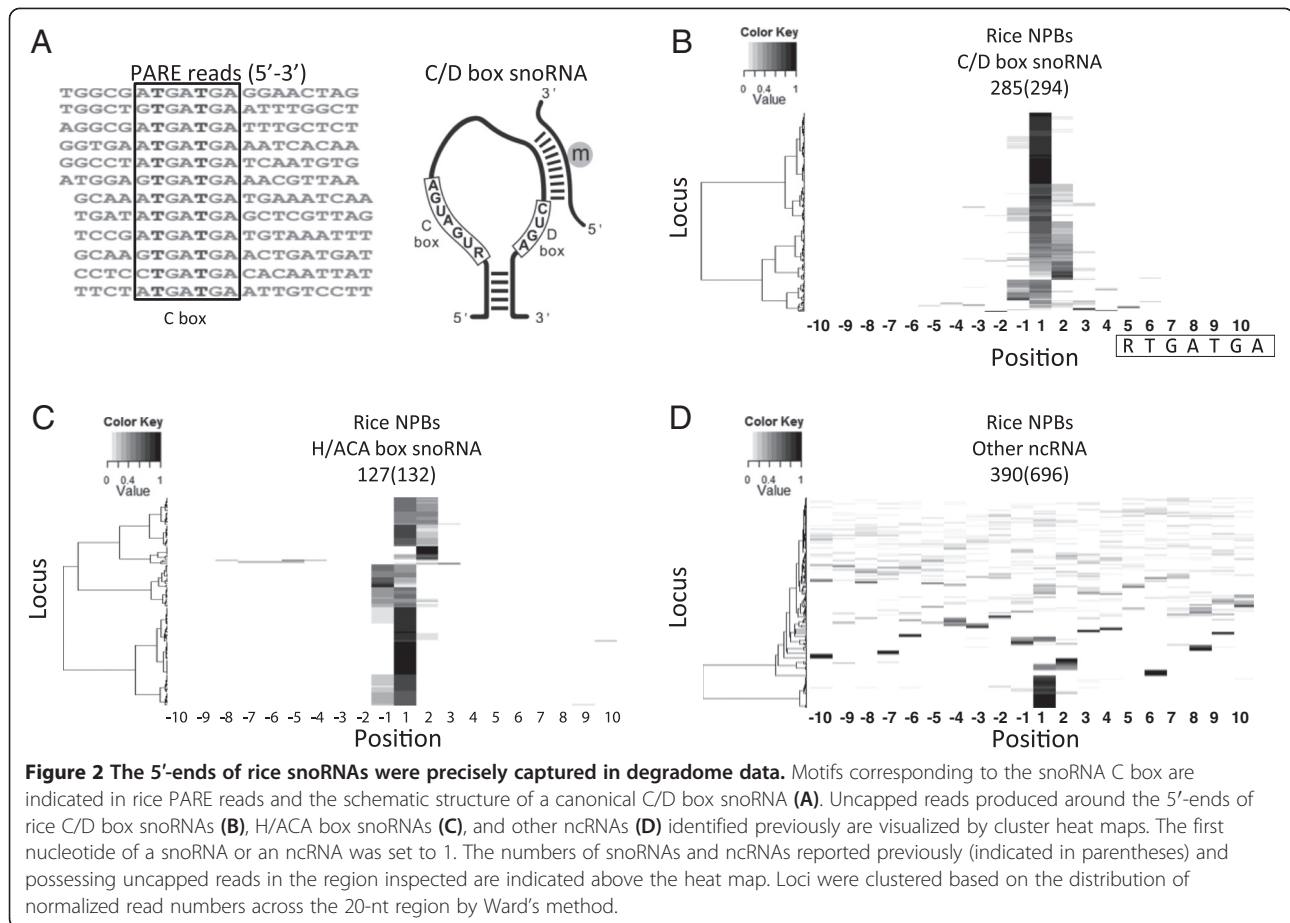 A
PARE reads (5’-3’)
TGGCGATGATGAGGAACTAG
TGGCTGTGATGAATTTGGCT
AGGCGATGATGATTTGCTCT
GGTGAATGATGAAATCACAA
GGCCTATGATGATCAATGTG
ATGGAGTGATGAAACGTTAA
GCAAATGATGATGAAATCAA
TGATATGATGAGCTCGTTAG
TCCGATGATGATGTAAATTT
GCAAGTGATGAACTGATGAT
CCTCCTGATGACACAATTAT
TTCTATGATGAATTGTCCTT
C box
C/D box snoRNA
3'
m
5'
AGUAGUR
C
box
CUGA
D
box
5' 3'
B
Color Key
0 0.4 1
Value
Rice NPBs
C/D box snoRNA
285(294)
Locus
-10 -9 -8 -7 -6 -5 -4 -3 -2 -1 1 2 3 4 5 6 7 8 9 10
R T G A T G A
Position
C
Color Key
0 0.4 1
Value
Rice NPBs
H/ACA box snoRNA
127(132)
Locus
-10 -9 -8 -7 -6 -5 -4 -3 -2 -1 1 2 3 4 5 6 7 8 9 10
Position
D
Color Key
0 0.4 1
Value
Rice NPBs
Other ncRNA
390(696)
Locus
-10 -9 -8 -7 -6 -5 -4 -3 -2 -1 1 2 3 4 5 6 7 8 9 10
Position
Figure 2 The 5′-ends of rice snoRNAs were precisely captured in degradome data. Motifs corresponding to the snoRNA C box are
indicated in rice PARE reads and the schematic structure of a canonical C/D box snoRNA (A). Uncapped reads produced around the 5′-ends of
rice C/D box snoRNAs (B), H/ACA box snoRNAs (C), and other ncRNAs (D) identified previously are visualized by cluster heat maps. The first
nucleotide of a snoRNA or an ncRNA was set to 1. The numbers of snoRNAs and ncRNAs reported previously (indicated in parentheses) and
possessing uncapped reads in the region inspected are indicated above the heat map. Loci were clustered based on the distribution of
normalized read numbers across the 20-nt region by Ward’s method.